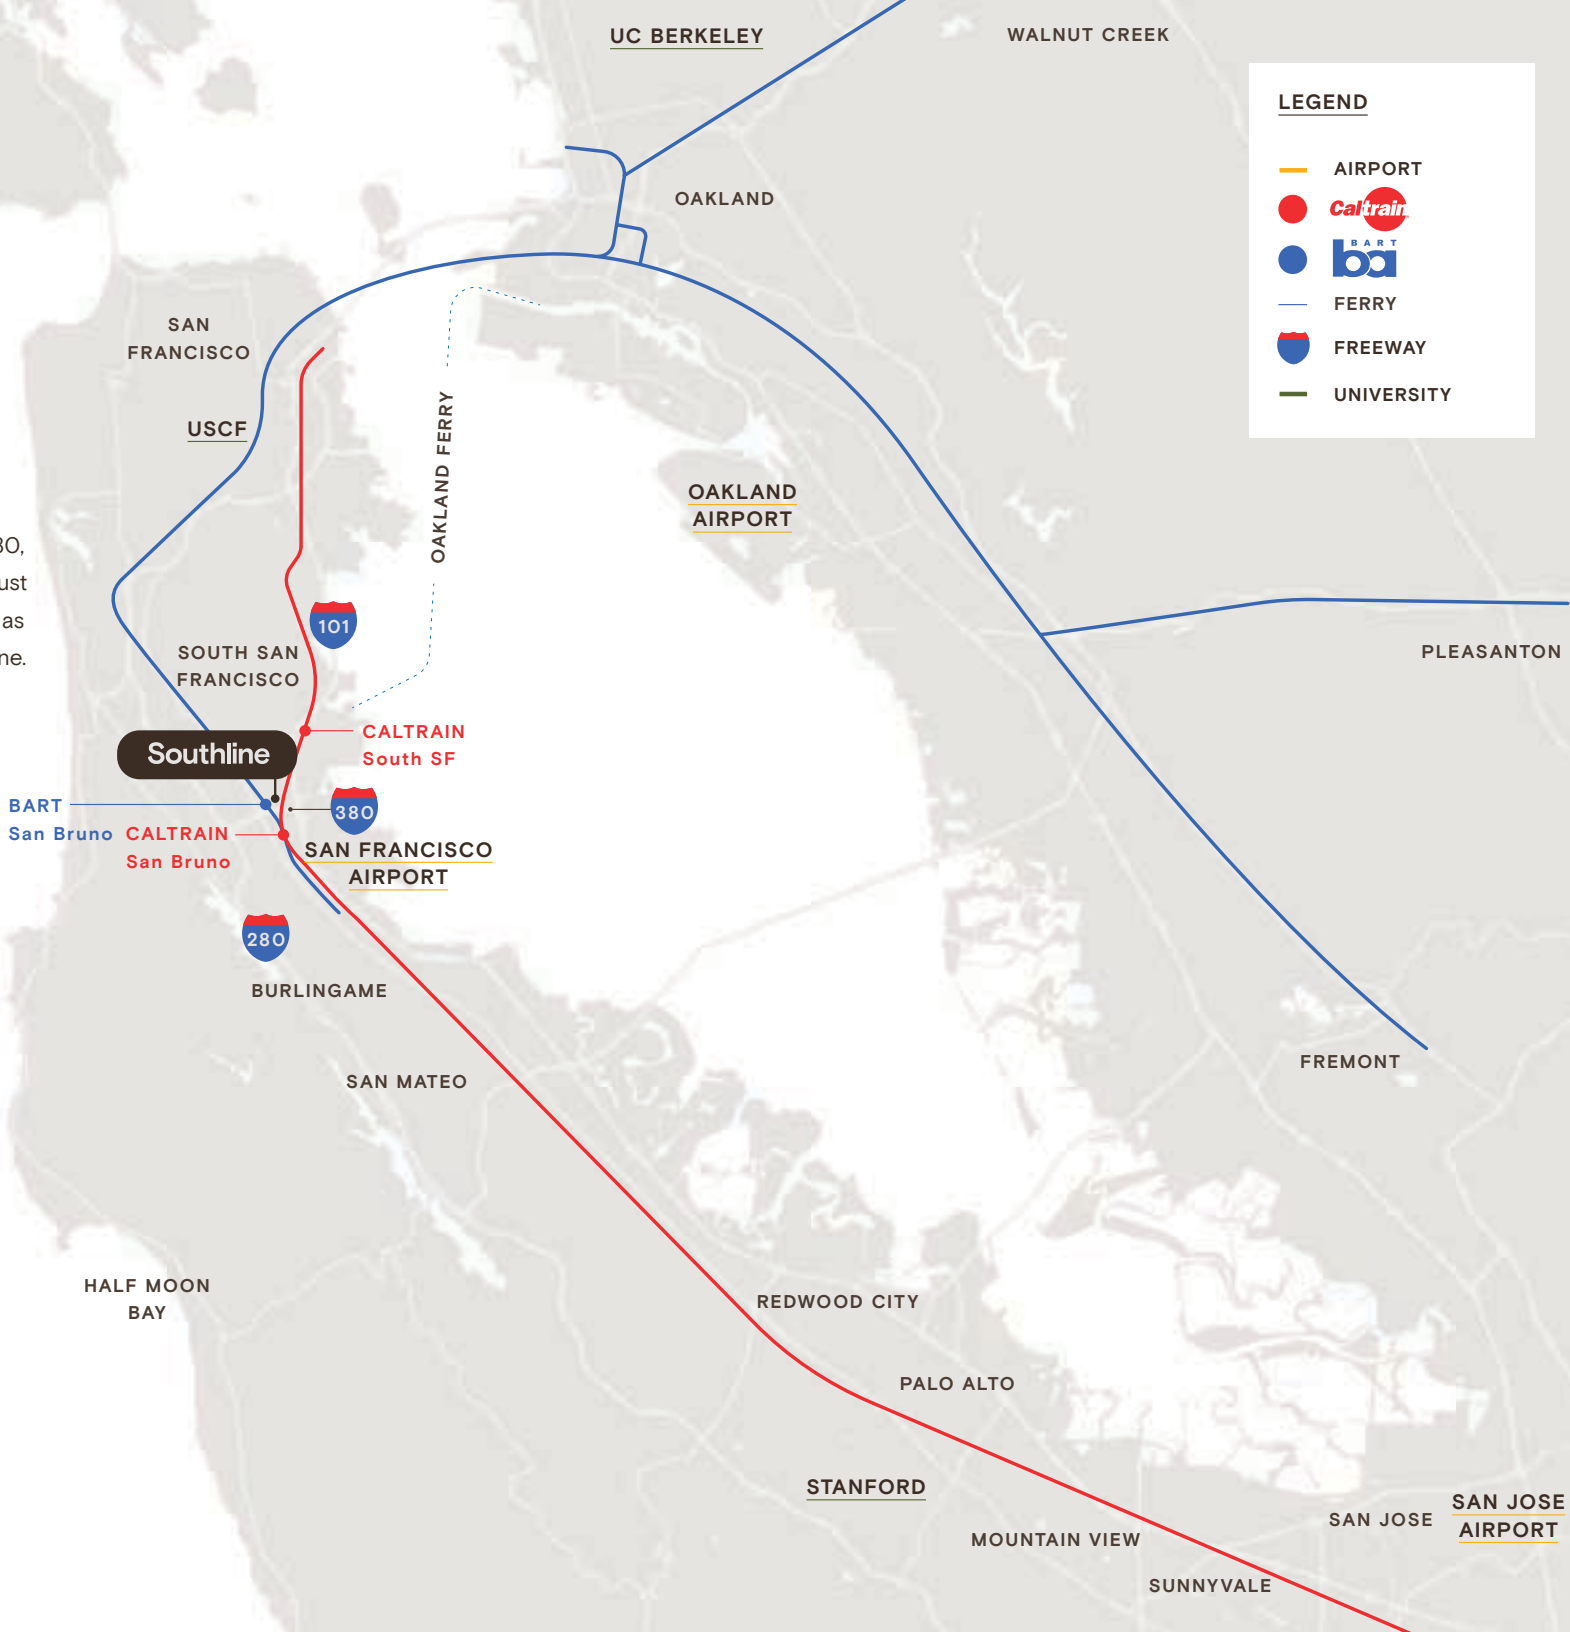 UC BERKELEY
WALNUT CREEK
LEGEND
AIRPORT
Caltrain
BART
ba
FERRY
FREEWAY
UNIVERSITY
OAKLAND
SAN
FRANCISCO
USCF
OAKLAND FERRY
OAKLAND
AIRPORT
ust
as
101
SOUTH SAN
FRANCISCO
PLEASANTON
CALTRAIN
South SF
Southline
BART
San Bruno
CALTRAIN
San Bruno
380
SAN FRANCISCO
AIRPORT
280
BURLINGAME
SAN MATEO
FREMONT
HALF MOON
BAY
REDWOOD CITY
PALO ALTO
STANFORD
MOUNTAIN VIEW
SUNNYVALE
SAN JOSE
SAN JOSE
AIRPORT